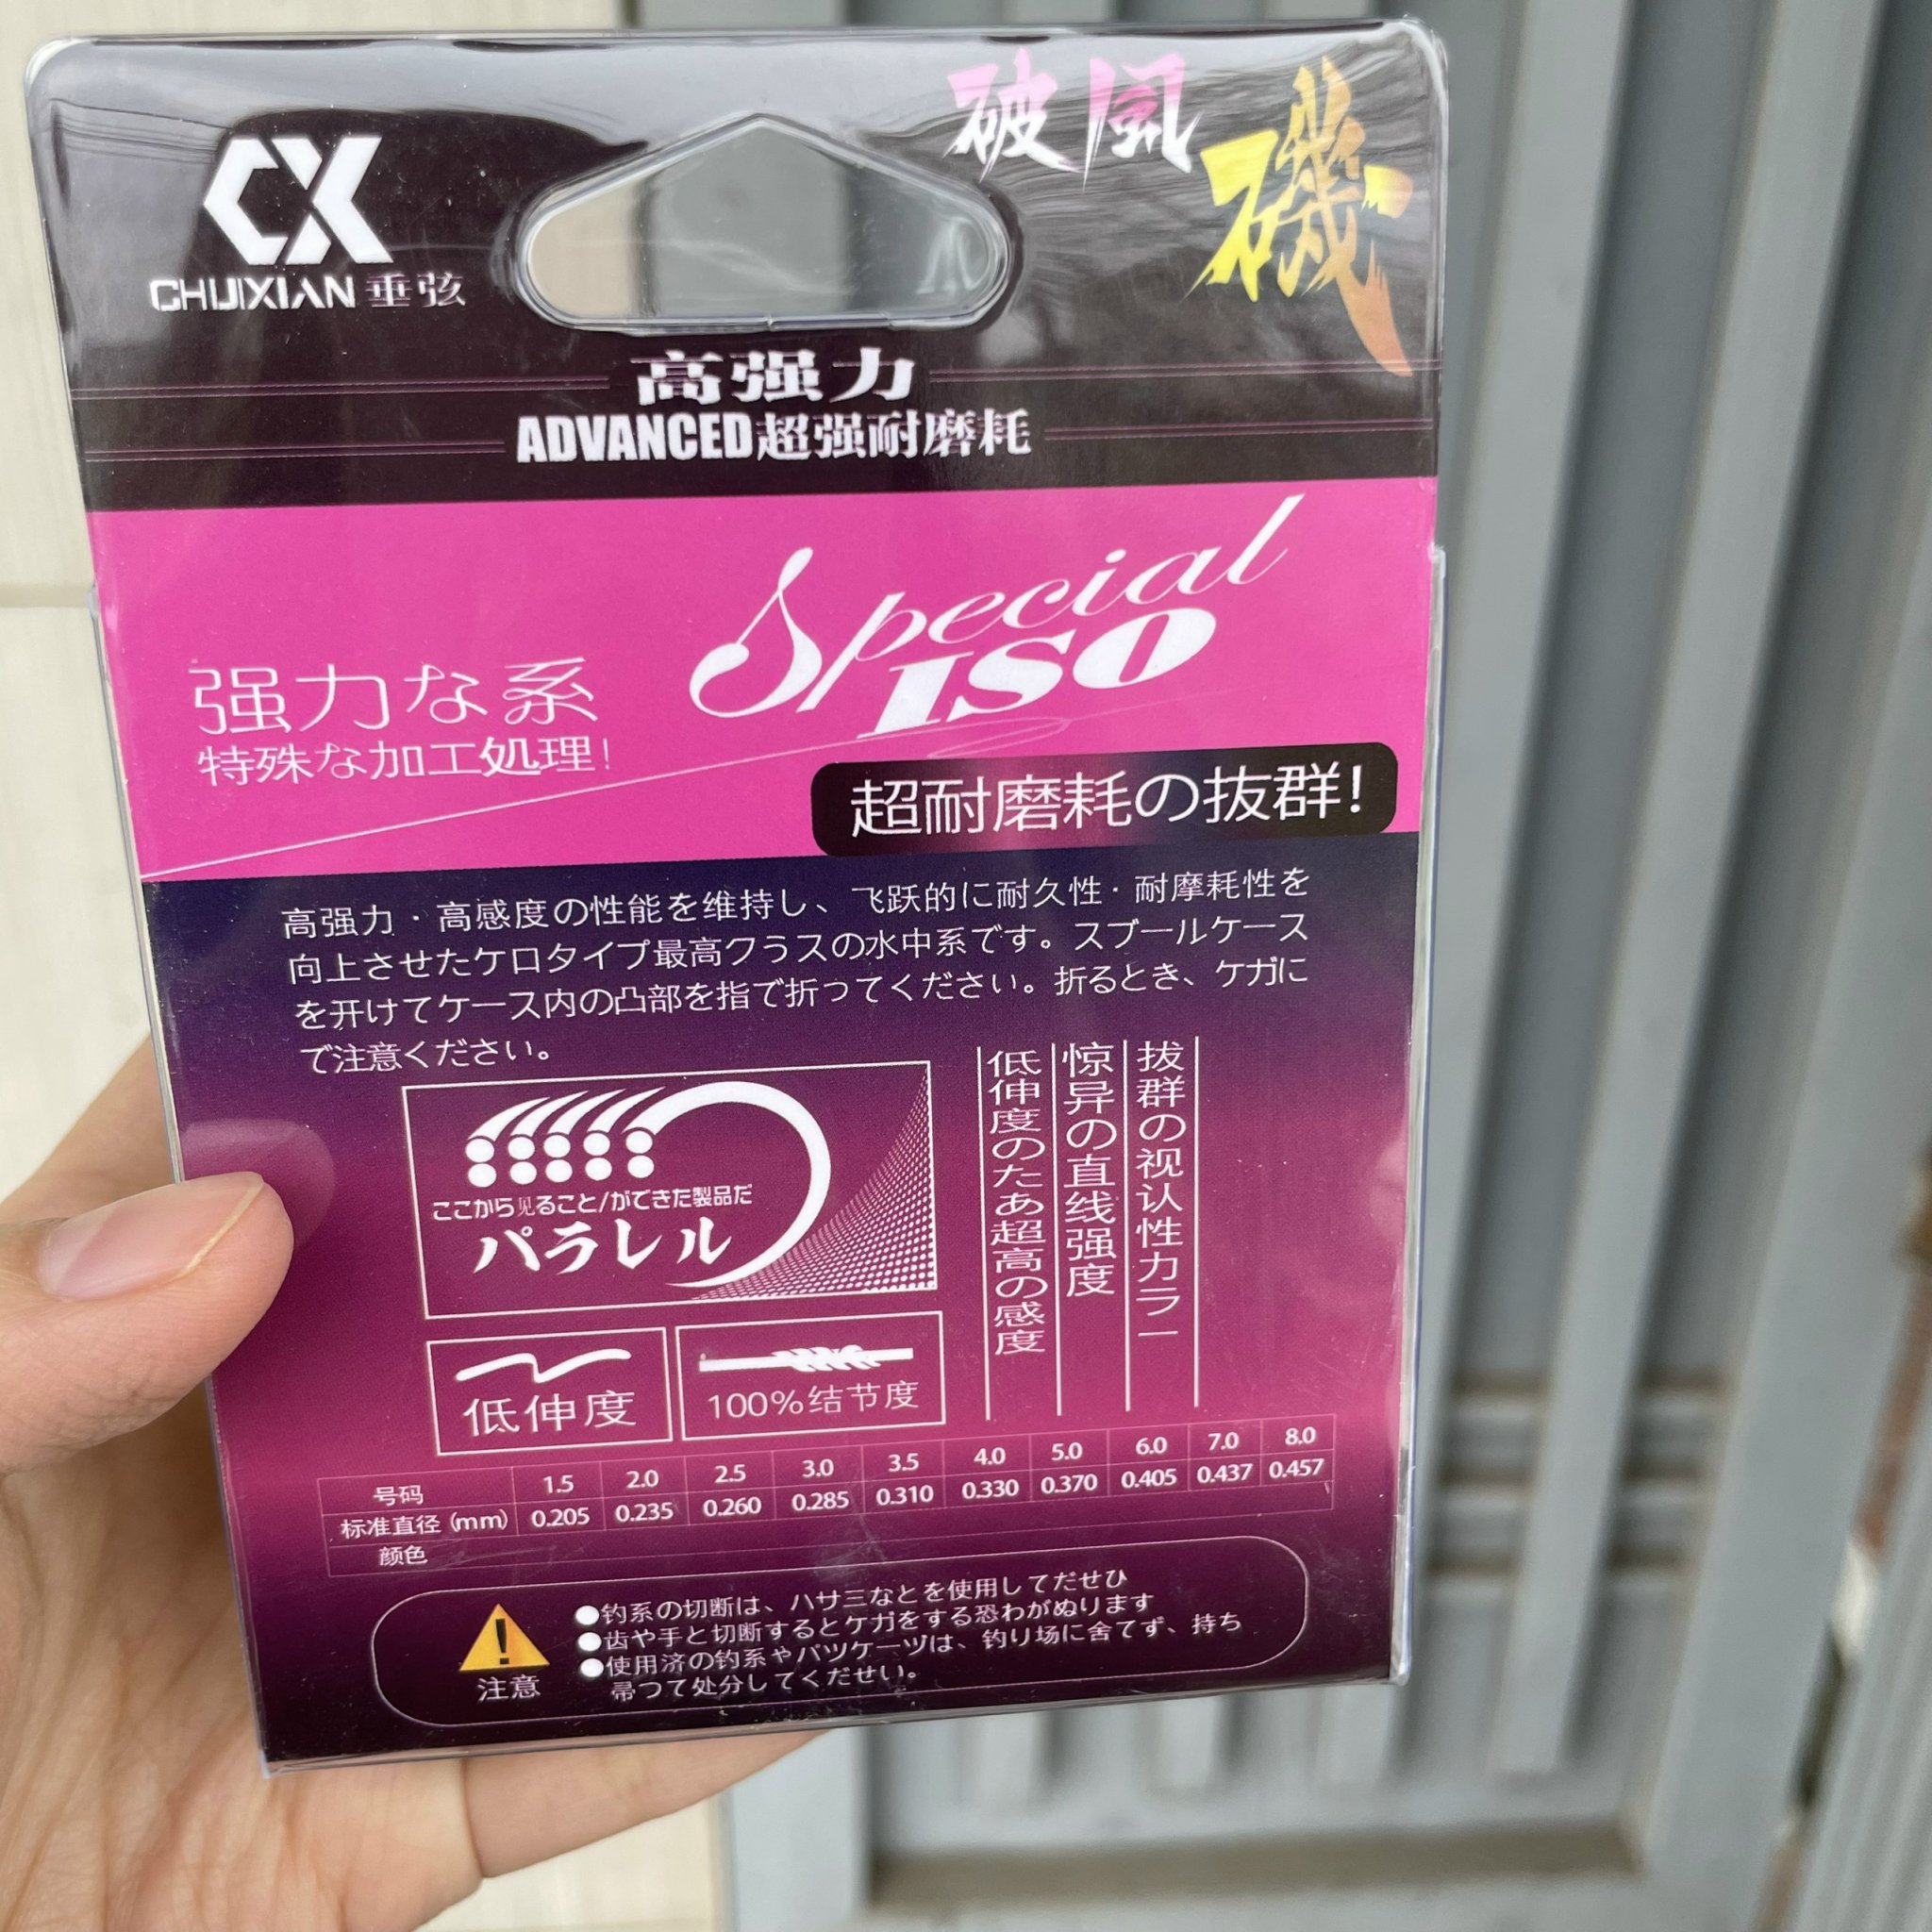 CX
CHUIXIAN 垂弦
破風
磯
高强力
ADVANCED超强耐磨耗
Special
ISO
强力な系
特殊な加工処理!
超耐磨耗の抜群!
高强力・高感度の性能を维持し、飞跃的に耐久性・耐摩耗性を
向上させたケロタイプ最高クうスの水中系です。スブールケース
を开けてケース内の凸部を指で折ってください。折るとき、ケガに
で注意ください。
ここから见ること/ができた製品だ
パラレル
低伸度
100%结节度
低伸度のたあ超高の感度
惊异の直线强度
抜群の视认性カラー
号码 1.5 2.0 2.5 3.0 3.5 4.0 5.0 6.0 7.0 8.0
标准直径 (mm) 0.205 0.235 0.260 0.285 0.310 0.330 0.370 0.405 0.437 0.457
颜色
注意
●钓系の切断は、ハサ三なとを使用してだせひ
●齿や手と切断するとケガをする恐わがぬります
●使用済の钓系やバツケーヅは、钓り场に舍てず、持ち
帚つて处分してくだせい。